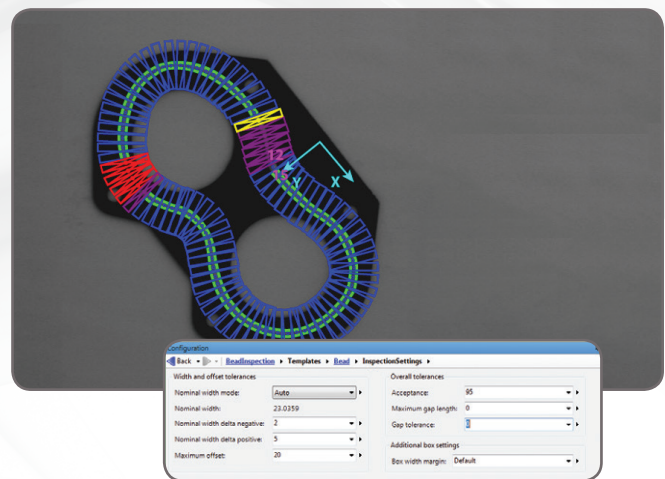 12
Y
X
Configuration
Back BeadInspection Templates Bead InspectionSettings
Width and offset tolerances
Nominal width mode: Auto
Nominal width: 23.0359
Nominal width delta negative: 2
Nominal width delta positive: 5
Maximum offset: 20
Overall tolerances
Acceptance: 95
Maximum gap length: 0
Gap tolerance:
Additional box settings
Box width margin: Default